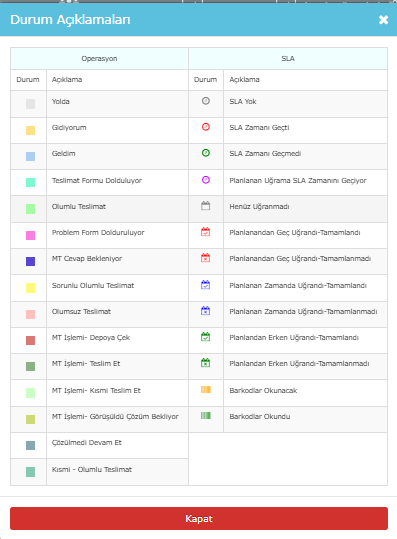 Durum Açıklamaları
Operasyon SLA
Durum Açıklama Durum Açıklama
Yolda SLA Yok
Gidiyorum SLA Zamanı Geçti
Geldim SLA Zamanı Geçmedi
Teslimat Formu Dolduluyor Planlanan Uğrama SLA Zamanını Geçiyor
Olumlu Teslimat Henüz Uğranmadı
Problem Form Dolduruluyor Planlanandan Geç Uğrandı-Tamamlandı
MT Cevap Bekleniyor Planlanandan Geç Uğrandı-Tamamlanmadı
Sorunlu Olumlu Teslimat Planlanan Zamanda Uğrandı-Tamamlandı
Olumsuz Teslimat Planlanan Zamanda Uğrandı-Tamamlanmadı
MT İşlemi- Depoya Çek Planlandan Erken Uğrandı-Tamamlandı
MT İşlemi- Teslim Et Planlandan Erken Uğrandı-Tamamlanmadı
MT İşlemi- Kısmi Teslim Et Barkodlar Okunacak
MT İşlemi- Görüşüldü Çözüm Bekliyor Barkodlar Okundu
Çözülmedi Devam Et
Kısmi - Olumlu Teslimat
Kapat